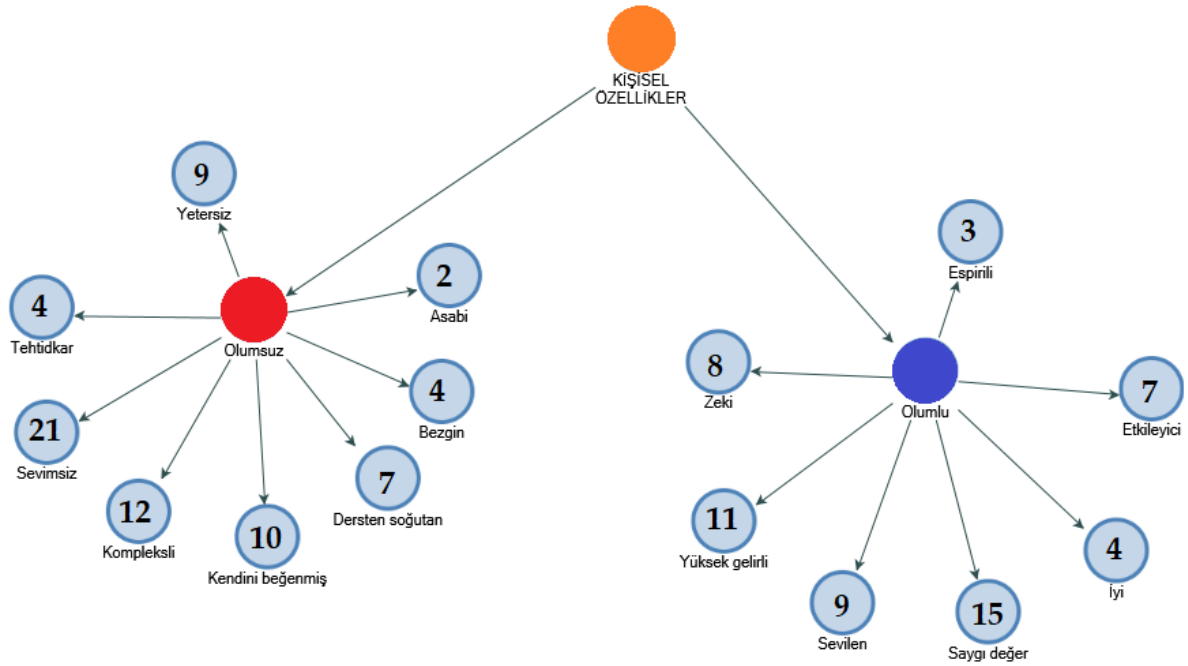 KİŞİSEL
ÖZELLİKLER
9
Yetersiz
2
Asabi
4
Tehtidkar
Olumsuz
4
Bezgin
21
Sevimsiz
7
Dersten soğutan
12
Kompleksli
10
Kendini beğenmiş
3
Espirili
8
Zeki
Olumlu
7
Etkileyici
11
Yüksek gelirli
4
İyi
9
Sevilen
15
Saygı değer